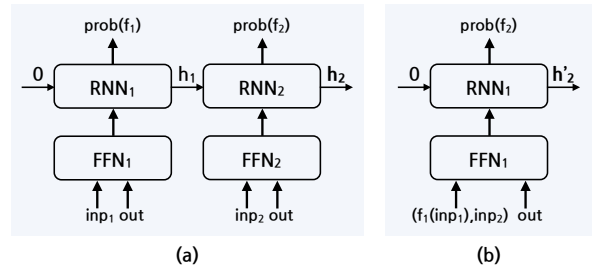 prob(f₁) prob(f₂) prob(f₂)
0 RNN₁ h₁ RNN₂ h₂ 0 RNN₁ h'₂
FFN₁ FFN₂ FFN₁
inp₁ out inp₂ out (f₁(inp₁),inp₂) out
(a) (b)